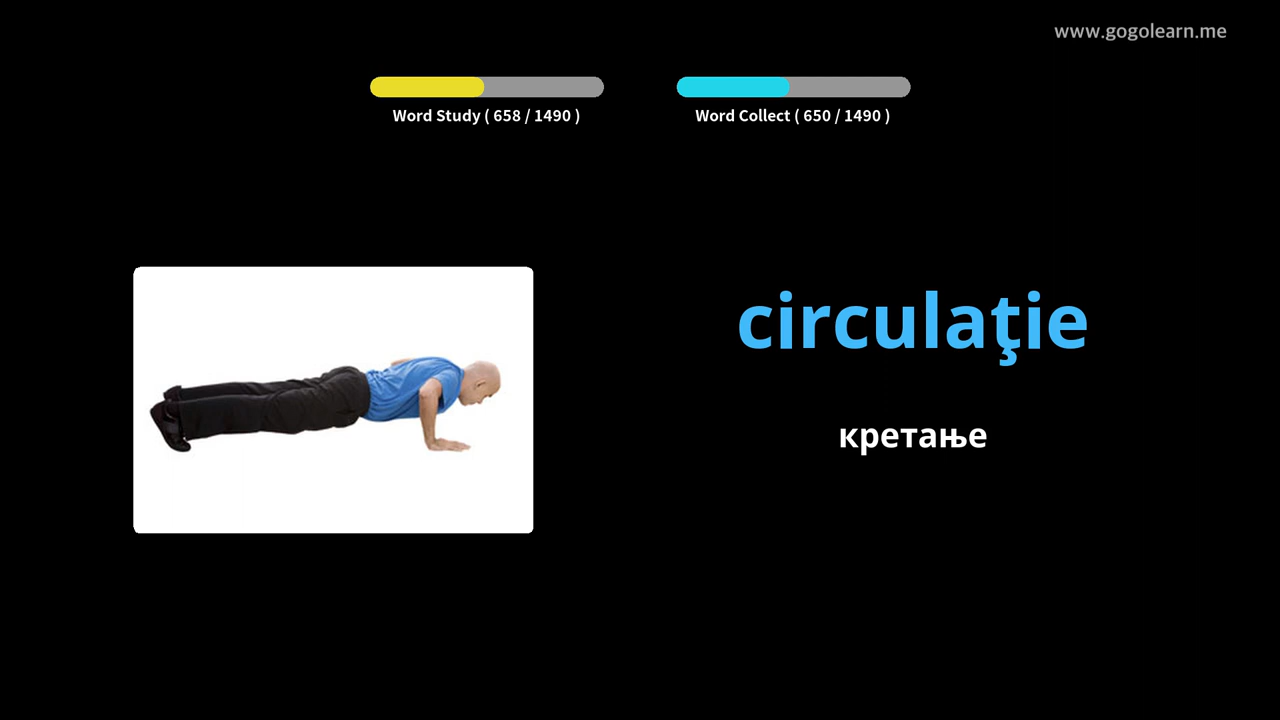 www.gogolearn.me
Word Study ( 658 / 1490 )
Word Collect ( 650 / 1490 )
circulaţie
кретање